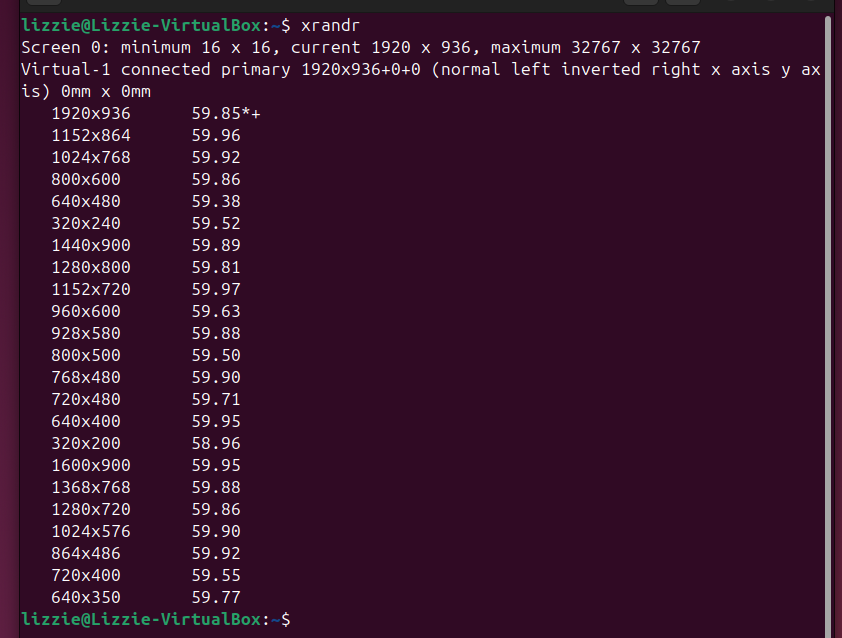 lizzie@Lizzie-VirtualBox:~$ xrandr
Screen 0: minimum 16 x 16, current 1920 x 936, maximum 32767 x 32767
Virtual-1 connected primary 1920x936+0+0 (normal left inverted right x axis y ax
is) 0mm x 0mm
   1920x936      59.85*+
   1152x864      59.96
   1024x768      59.92
   800x600       59.86
   640x480       59.38
   320x240       59.52
   1440x900      59.89
   1280x800      59.81
   1152x720      59.97
   960x600       59.63
   928x580       59.88
   800x500       59.50
   768x480       59.90
   720x480       59.71
   640x400       59.95
   320x200       58.96
   1600x900      59.95
   1368x768      59.88
   1280x720      59.86
   1024x576      59.90
   864x486       59.92
   720x400       59.55
   640x350       59.77
lizzie@Lizzie-VirtualBox:~$